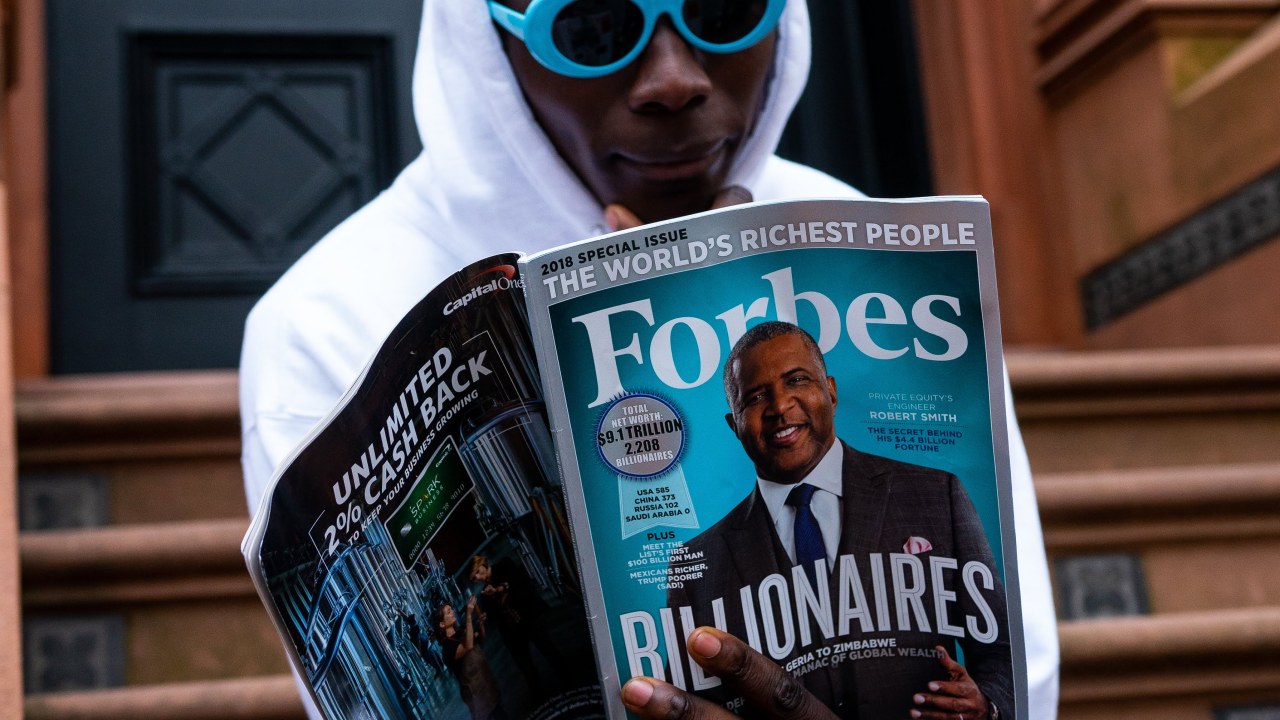 CapitalOne
UNLIMITED
2% CASH BACK
TO KEEP YOUR BUSINESS GROWING
SPARK
BUSINESS
2018 SPECIAL ISSUE
THE WORLD'S RICHEST PEOPLE
Forbes
TOTAL
NET WORTH:
$9.1 TRILLION
2,208
BILLIONAIRES
USA 585
CHINA 373
RUSSIA 102
SAUDI ARABIA 0
PLUS
MEET THE
LIST'S FIRST
$100 BILLION MAN
MEXICANS RICHER,
TRUMP POORER
(SAD!)
PRIVATE EQUITY'S
ENGINEER
ROBERT SMITH
THE SECRET BEHIND
HIS $4.4 BILLION
FORTUNE
BILLIONAIRES
GERIA TO ZIMBABWE
MANAC OF GLOBAL WEALTH